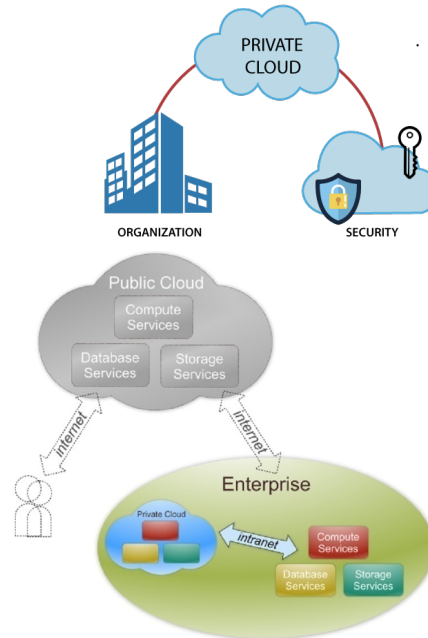 PRIVATE
CLOUD
ORGANIZATION
SECURITY
Public Cloud
Compute
Services
Database
Services
Storage
Services
internet
internet
Enterprise
Private Cloud
intranet
Compute
Services
Database
Services
Storage
Services